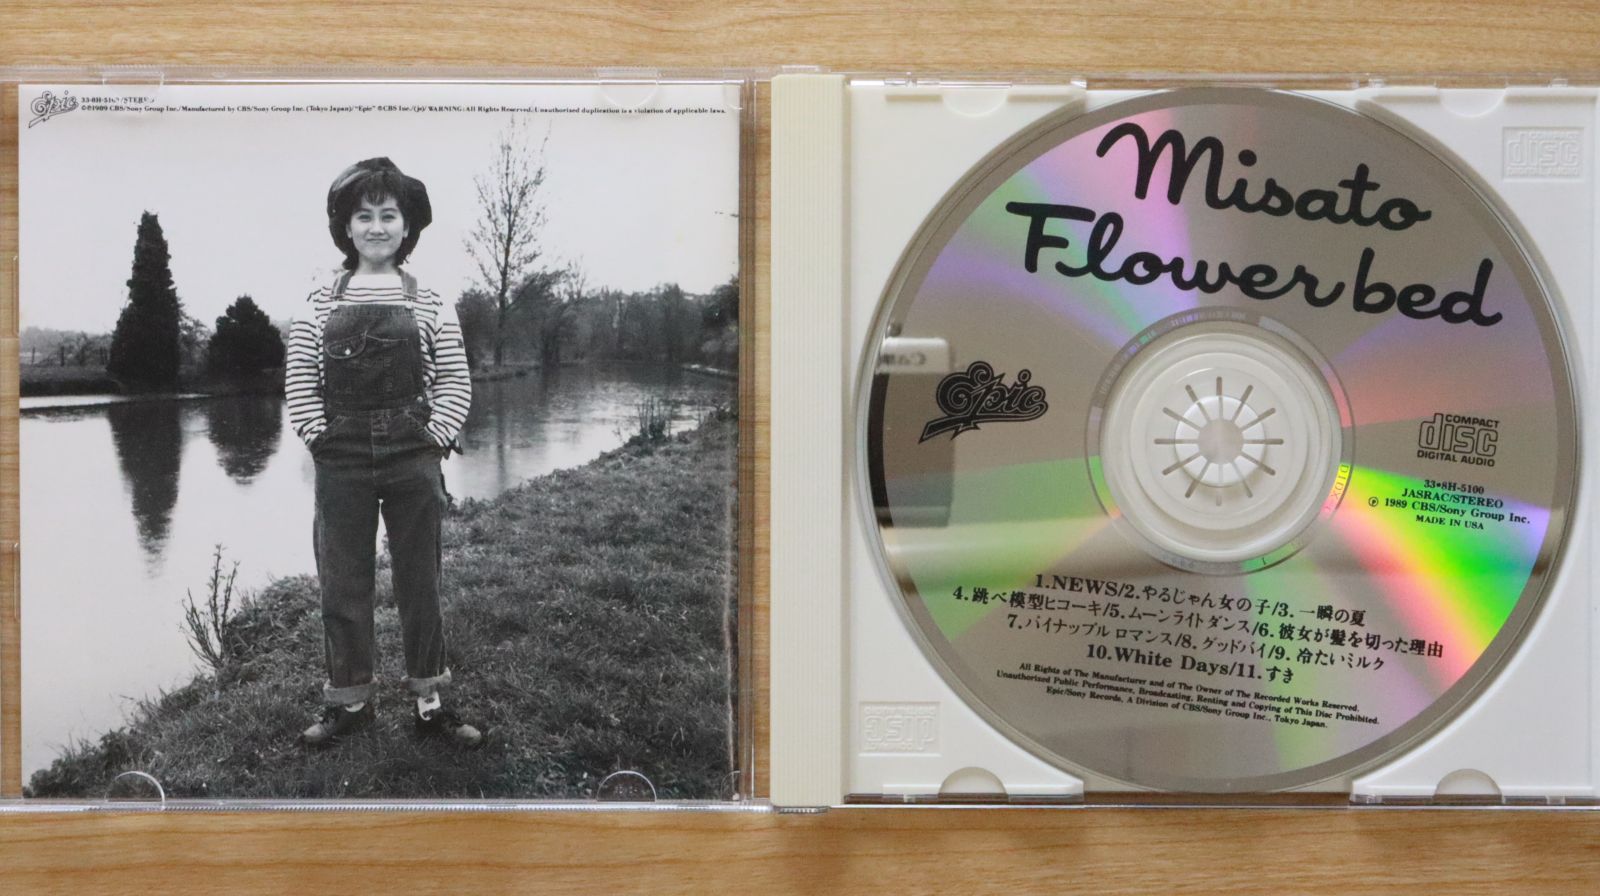 Epic
33·8H-5100/STEREO
©℗1989 CBS/Sony Group Inc./Manufactured by CBS/Sony Group Inc. (Tokyo Japan)/"Epic" ®CBS Inc./(je)/WARNING: All Rights Reserved. Unauthorised duplication is a violation of applicable laws.
Misato
Flower bed
Epic
COMPACT
disc
DIGITAL AUDIO
33•8H-5100
JASRAC/STEREO
℗ 1989 CBS/Sony Group Inc.
MADE IN USA
1.NEWS/2.やるじゃん女の子/3.一瞬の夏
4.跳べ模型ヒコーキ/5.ムーンライト ダンス/6.彼女が髪を切った理由
7.パイナップル ロマンス/8.グッドバイ/9.冷たいミルク
10.White Days/11.すき
All Rights of The Manufacturer and of The Owner of The Recorded Works Reserved.
Unauthorized Public Performance, Broadcasting, Renting and Copying of This Disc Prohibited.
Epic/Sony Records, A Division of CBS/Sony Group Inc., Tokyo Japan.
COMPACT
disc
DIGITAL AUDIO
COMPACT
disc
DIGITAL AUDIO